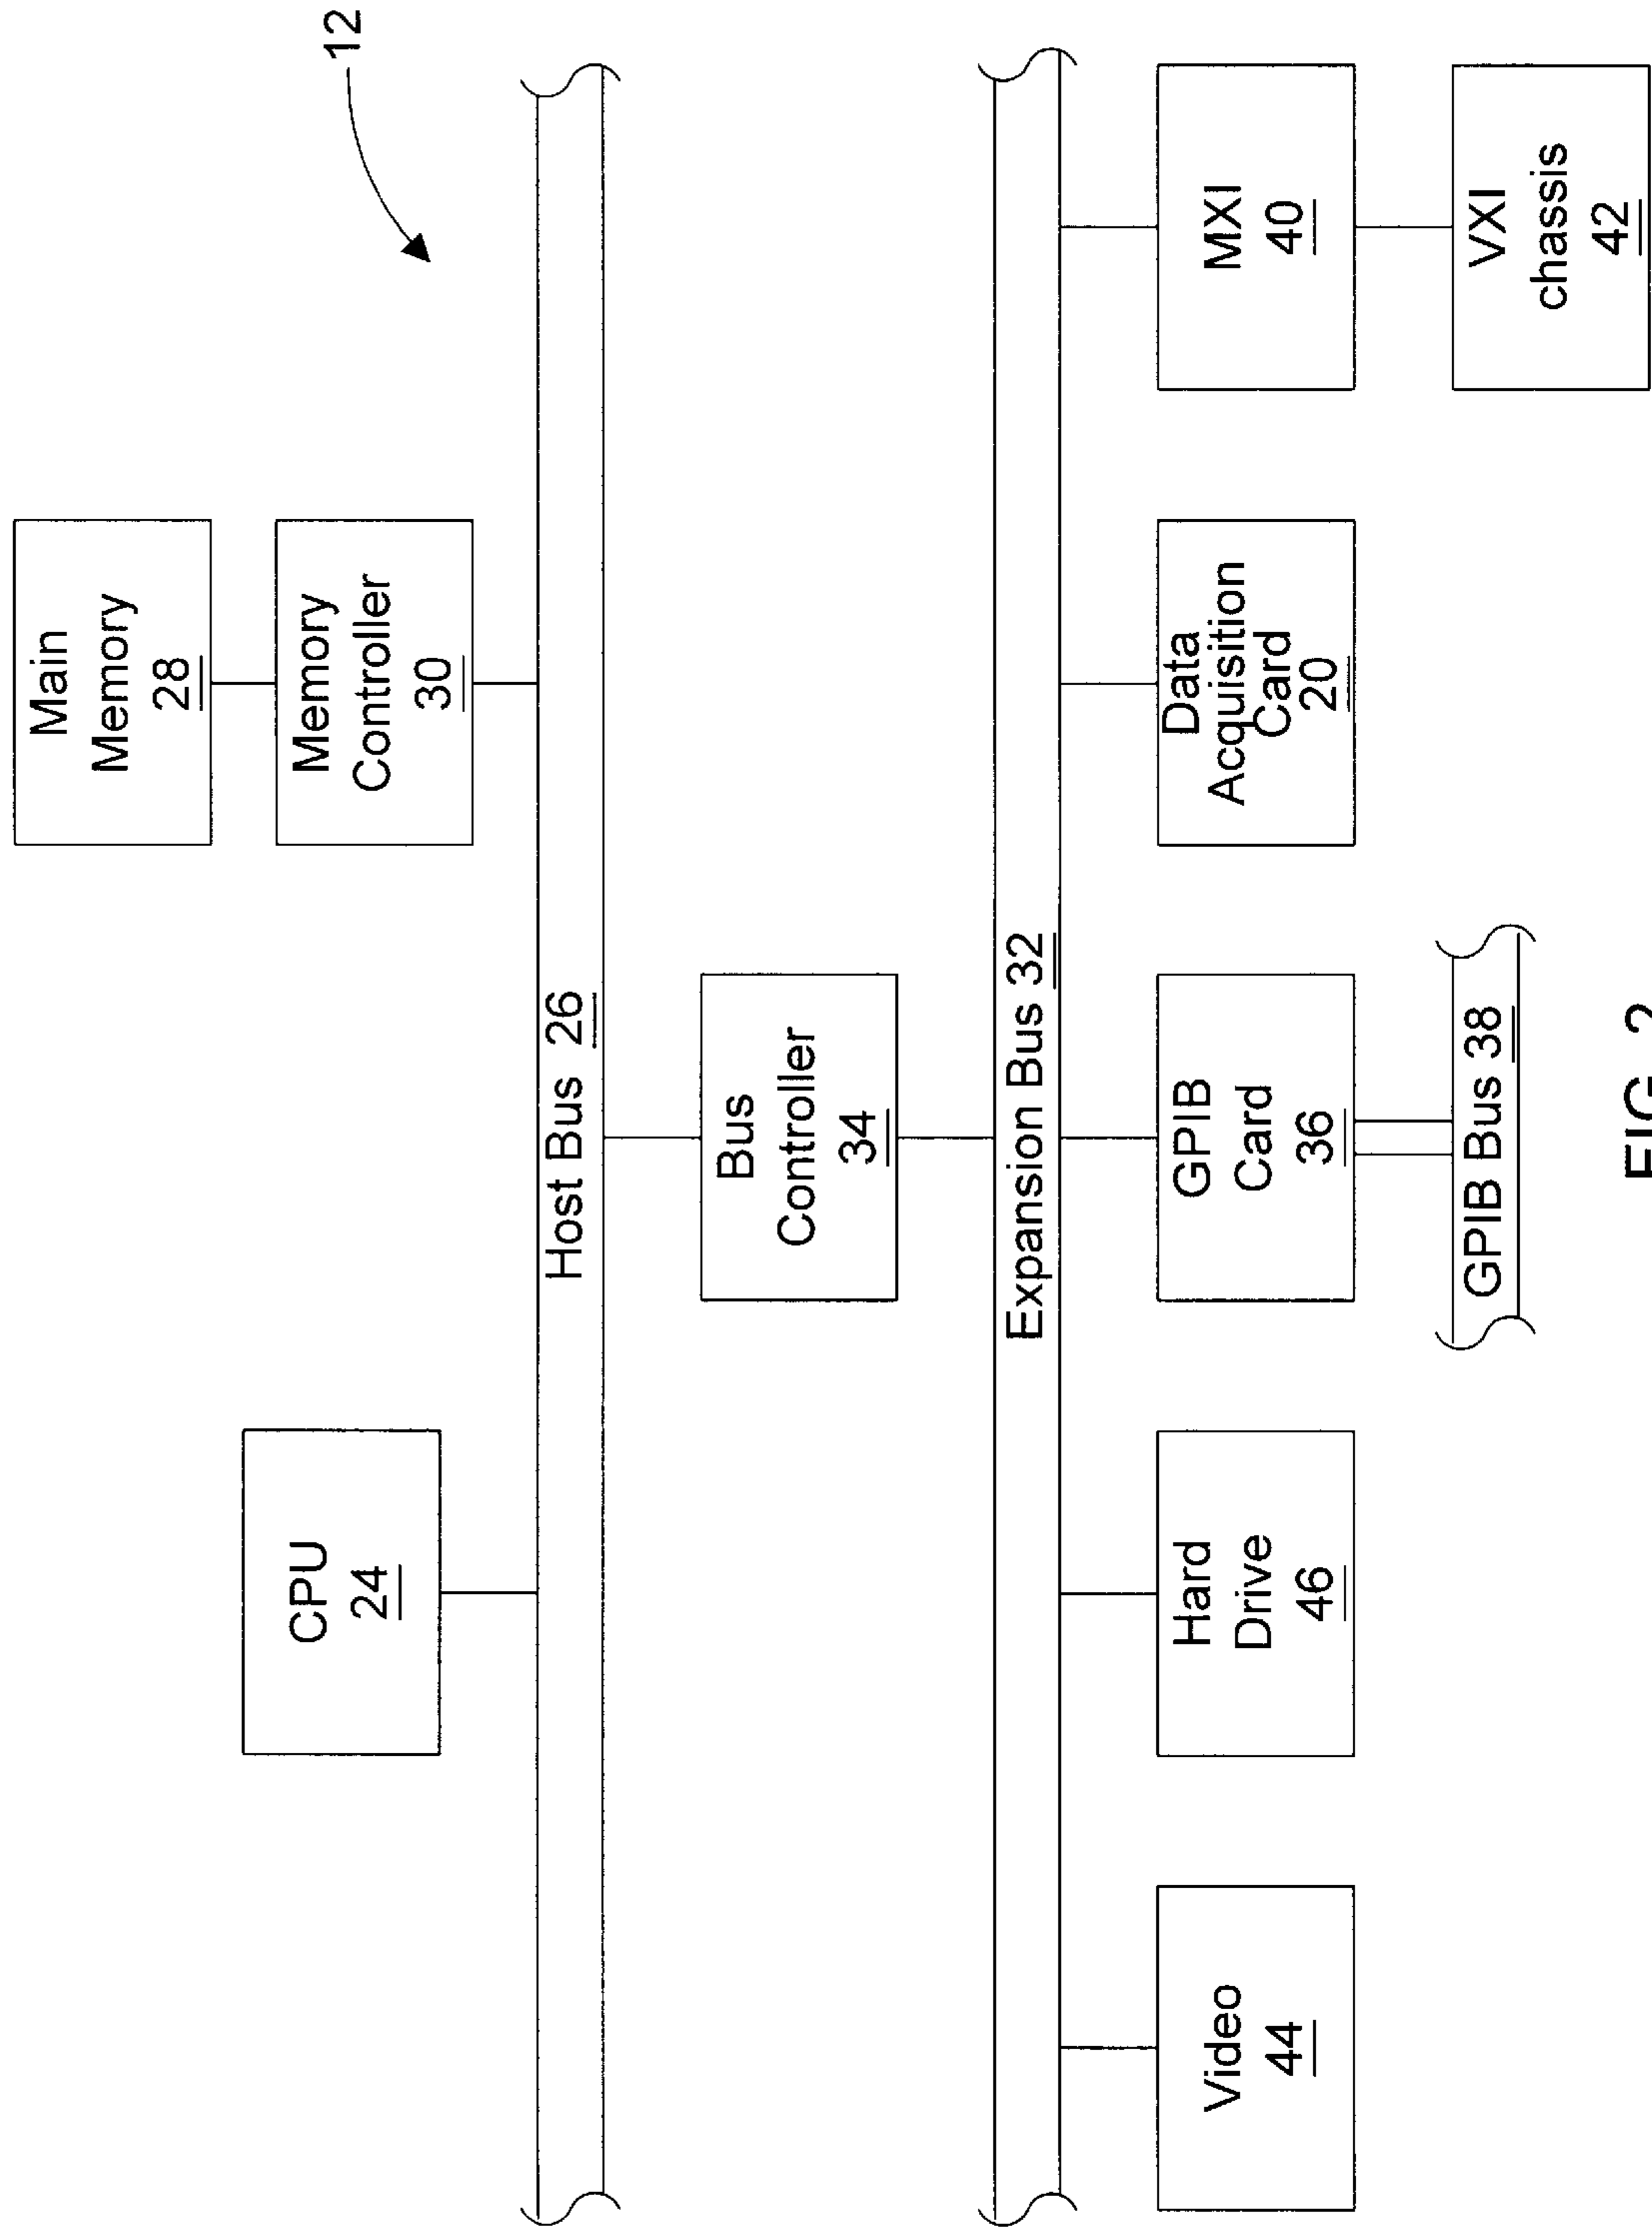 12
Main
Memory
28
CPU
24
Memory
Controller
30
Host Bus 26
Bus
Controller
34
Expansion Bus 32
Video
44
Hard
Drive
46
GPIB
Card
36
Data
Acquisition
Card
20
MXI
40
GPIB Bus 38
VXI
chassis
42
FIG. 2